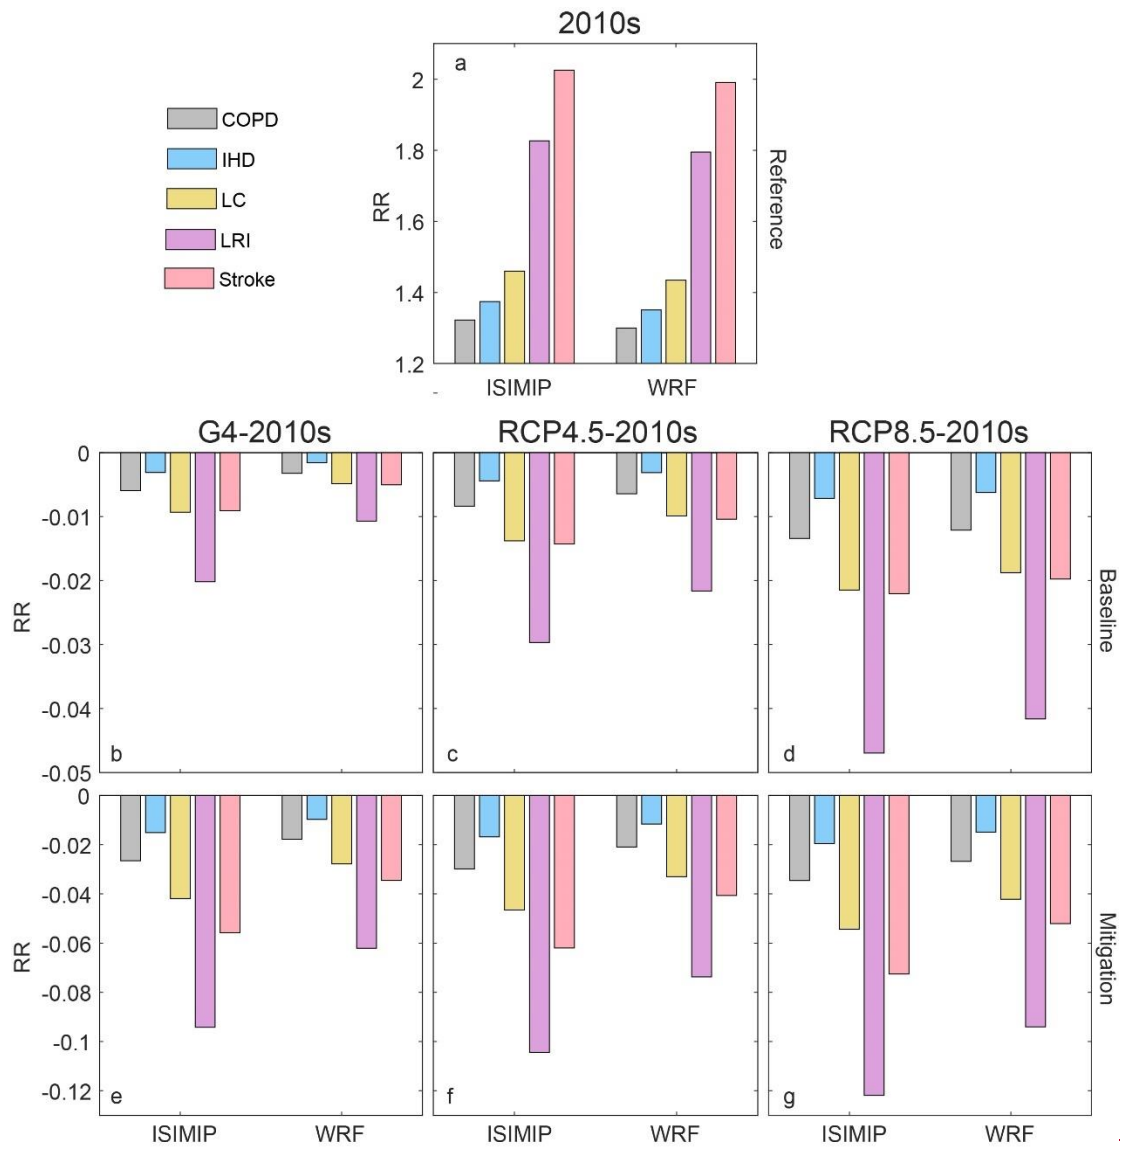 2010s
a
COPD
IHD
LC
LRI
Stroke
2
1.8
1.6
1.4
1.2
RR
Reference
ISIMIP WRF
G4-2010s RCP4.5-2010s RCP8.5-2010s
0
-0.01
-0.02
-0.03
-0.04
-0.05
RR
b c d
Baseline
0
-0.02
-0.04
-0.06
-0.08
-0.1
-0.12
RR
e f g
Mitigation
ISIMIP WRF ISIMIP WRF ISIMIP WRF